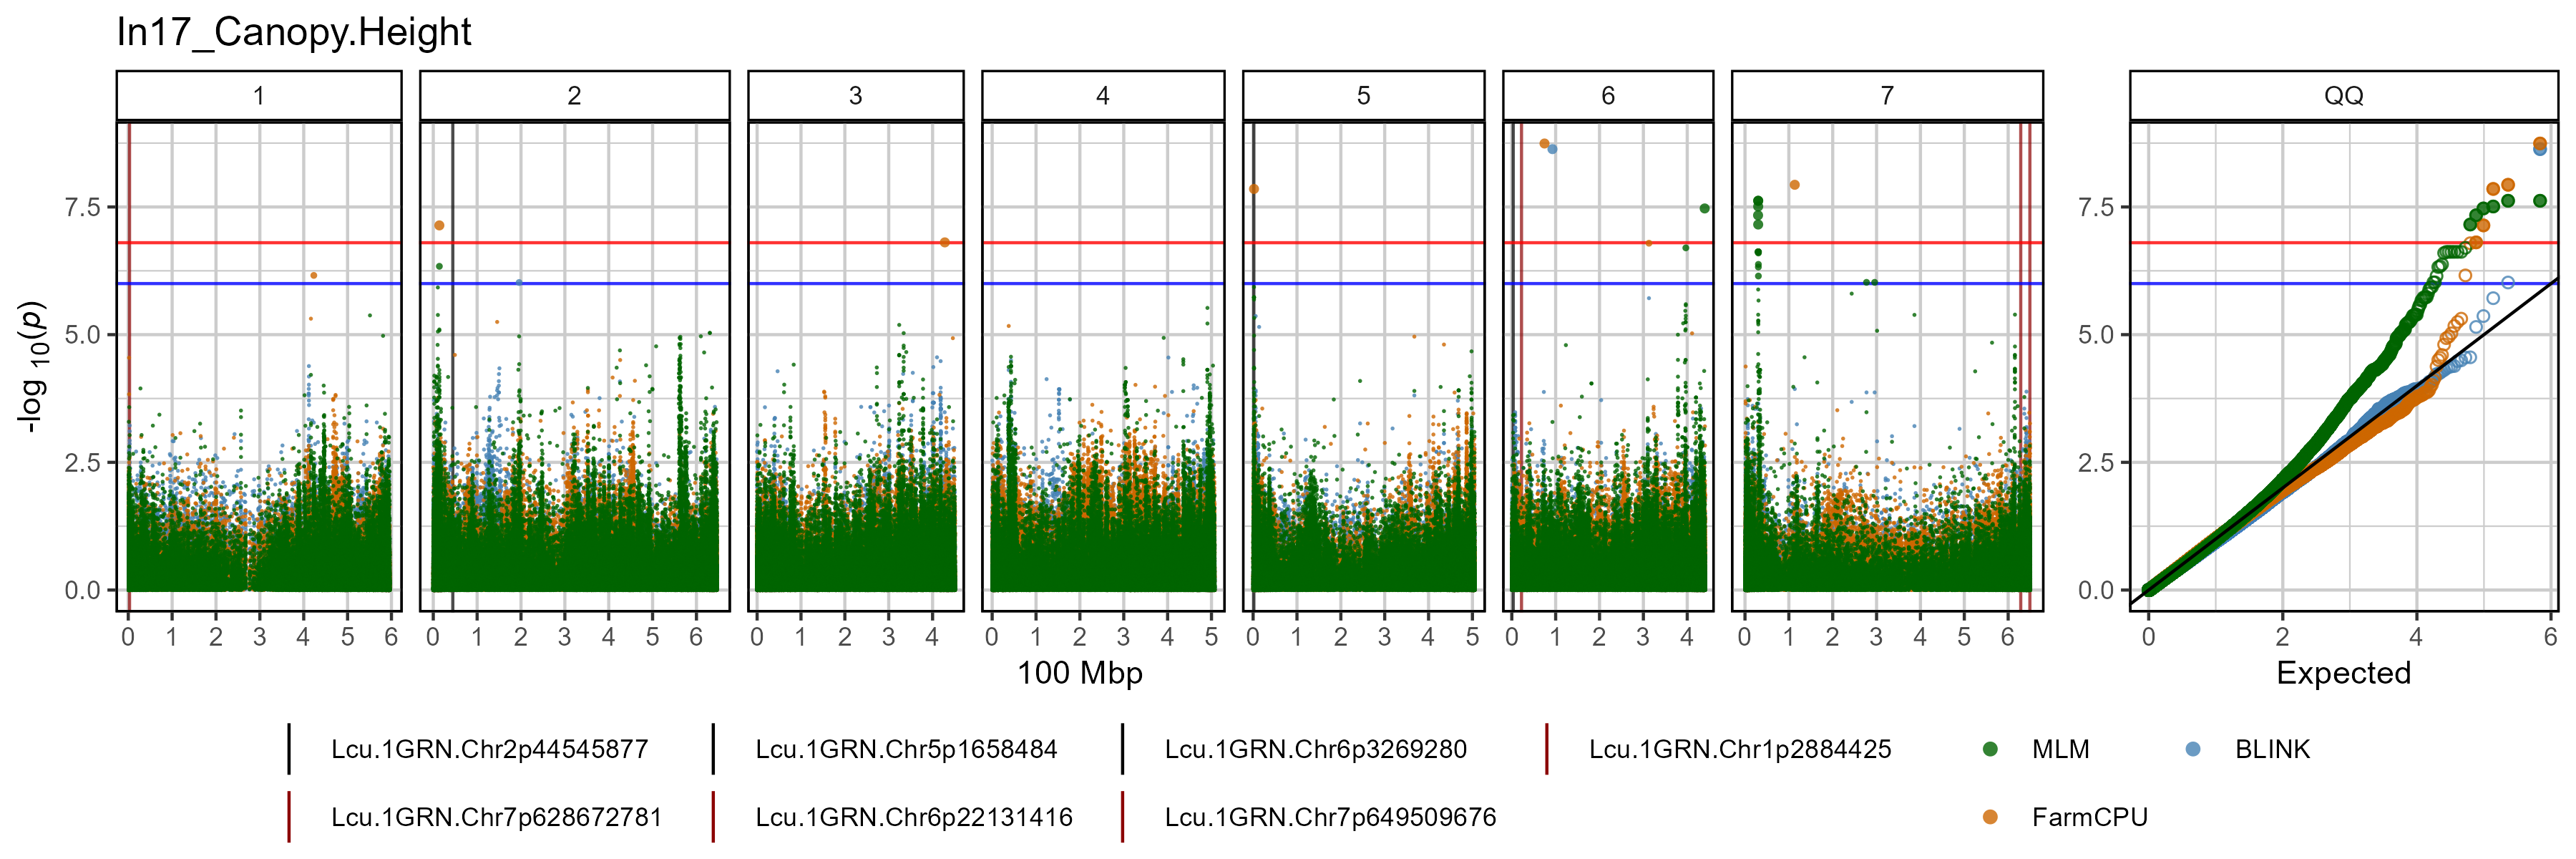 In17_Canopy.Height
1 2 3 4 5 6 7 QQ
-log 10(p)
7.5
5.0
2.5
0.0
7.5
5.0
2.5
0.0
0 1 2 3 4 5 6 0 1 2 3 4 5 6 0 1 2 3 4 0 1 2 3 4 5 0 1 2 3 4 5 0 1 2 3 4 0 1 2 3 4 5 6 0 2 4 6
100 Mbp Expected
Lcu.1GRN.Chr2p44545877 Lcu.1GRN.Chr5p1658484 Lcu.1GRN.Chr6p3269280 Lcu.1GRN.Chr1p2884425 MLM BLINK
Lcu.1GRN.Chr7p628672781 Lcu.1GRN.Chr6p22131416 Lcu.1GRN.Chr7p649509676 FarmCPU